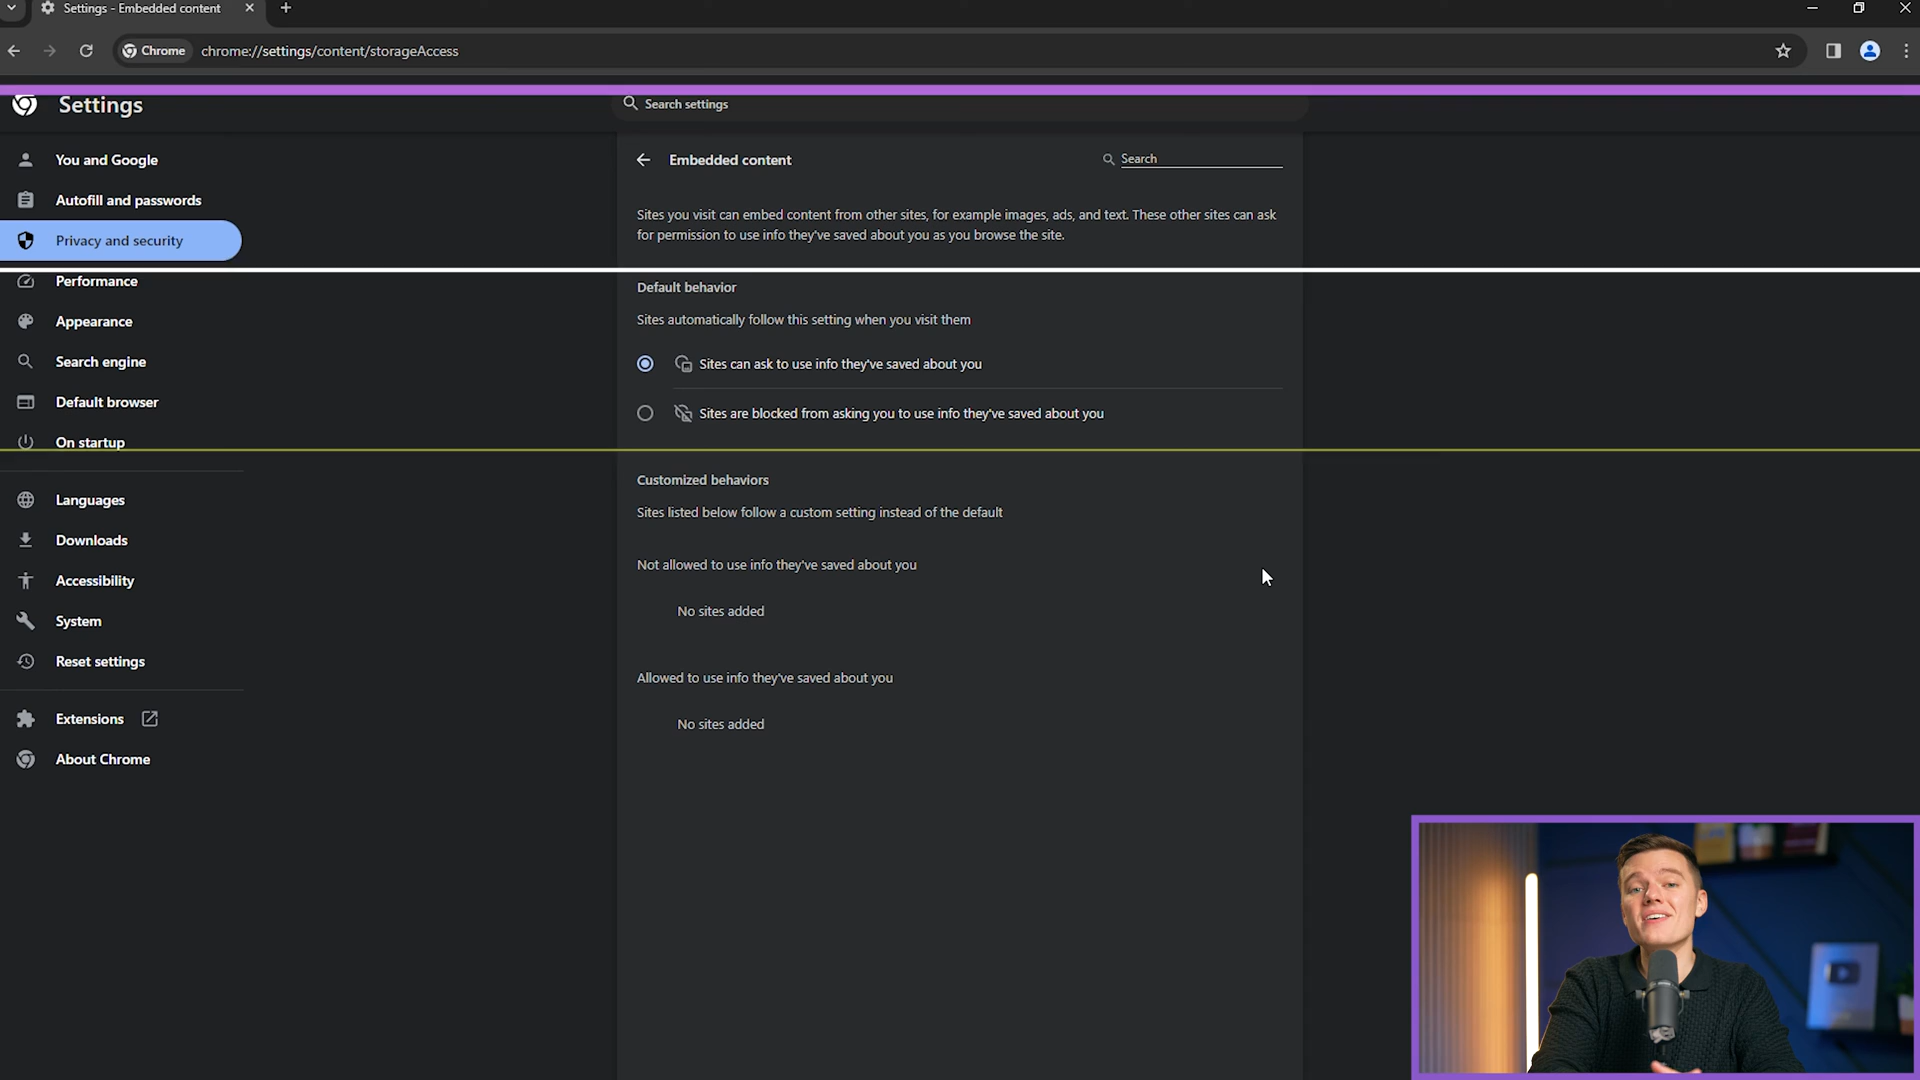 Settings - Embedded content
Chrome
chrome://settings/content/storageAccess
Settings
Search settings
You and Google
Autofill and passwords
Privacy and security
Performance
Appearance
Search engine
Default browser
On startup
Languages
Downloads
Accessibility
System
Reset settings
Extensions
About Chrome
Embedded content
Search
Sites you visit can embed content from other sites, for example images, ads, and text. These other sites can ask
for permission to use info they've saved about you as you browse the site.
Default behavior
Sites automatically follow this setting when you visit them
Sites can ask to use info they've saved about you
Sites are blocked from asking you to use info they've saved about you
Customized behaviors
Sites listed below follow a custom setting instead of the default
Not allowed to use info they've saved about you
No sites added
Allowed to use info they've saved about you
No sites added